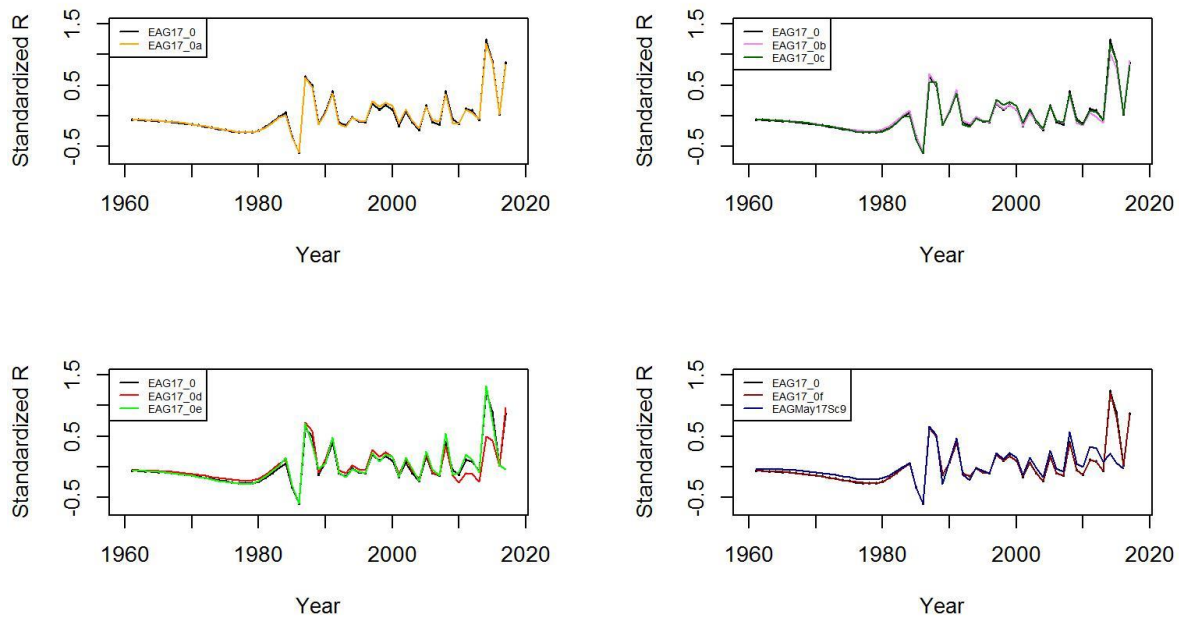 Standardized R
1.5
0.5
-0.5
EAG17_0
EAG17_0a
1960
1980
2000
2020
Year
Standardized R
1.5
0.5
-0.5
EAG17_0
EAG17_0b
EAG17_0c
1960
1980
2000
2020
Year
Standardized R
1.5
0.5
-0.5
EAG17_0
EAG17_0d
EAG17_0e
1960
1980
2000
2020
Year
Standardized R
1.5
0.5
-0.5
EAG17_0
EAG17_0f
EAGMay17Sc9
1960
1980
2000
2020
Year